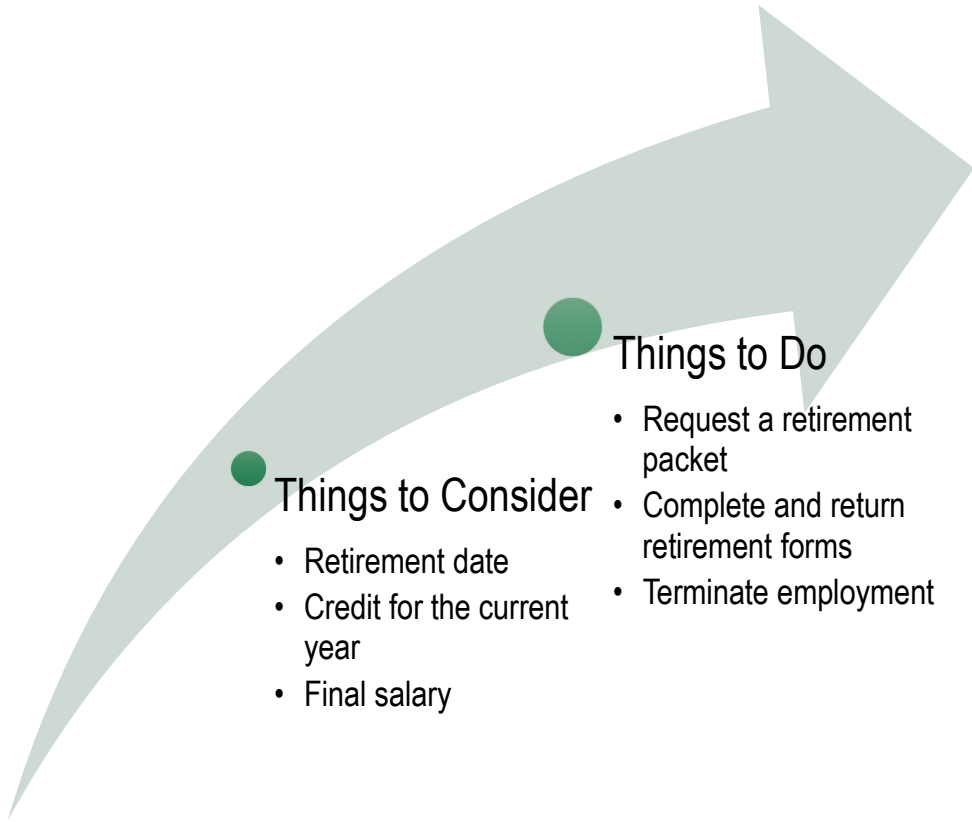 Things to Consider
• Retirement date
• Credit for the current
year
• Final salary
Things to Do
• Request a retirement
packet
• Complete and return
retirement forms
• Terminate employment